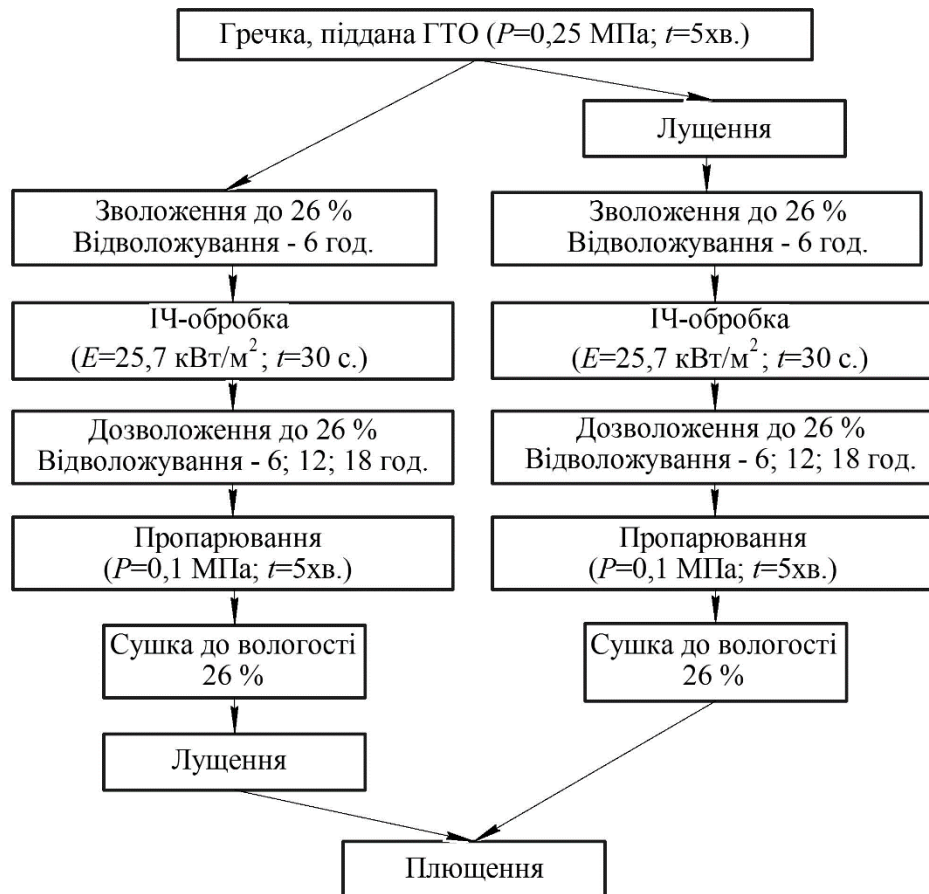 Гречка, піддана ГТО (P=0,25 МПа; t=5хв.)
Лущення
Зволоження до 26 %
Відволожування - 6 год.
ІЧ-обробка
(E=25,7 кВт/м²; t=30 с.)
Дозволоження до 26 %
Відволожування - 6; 12; 18 год.
Пропарювання
(P=0,1 МПа; t=5хв.)
Сушка до вологості
26 %
Лущення
Зволоження до 26 %
Відволожування - 6 год.
ІЧ-обробка
(E=25,7 кВт/м²; t=30 с.)
Дозволоження до 26 %
Відволожування - 6; 12; 18 год.
Пропарювання
(P=0,1 МПа; t=5хв.)
Сушка до вологості
26 %
Плющення